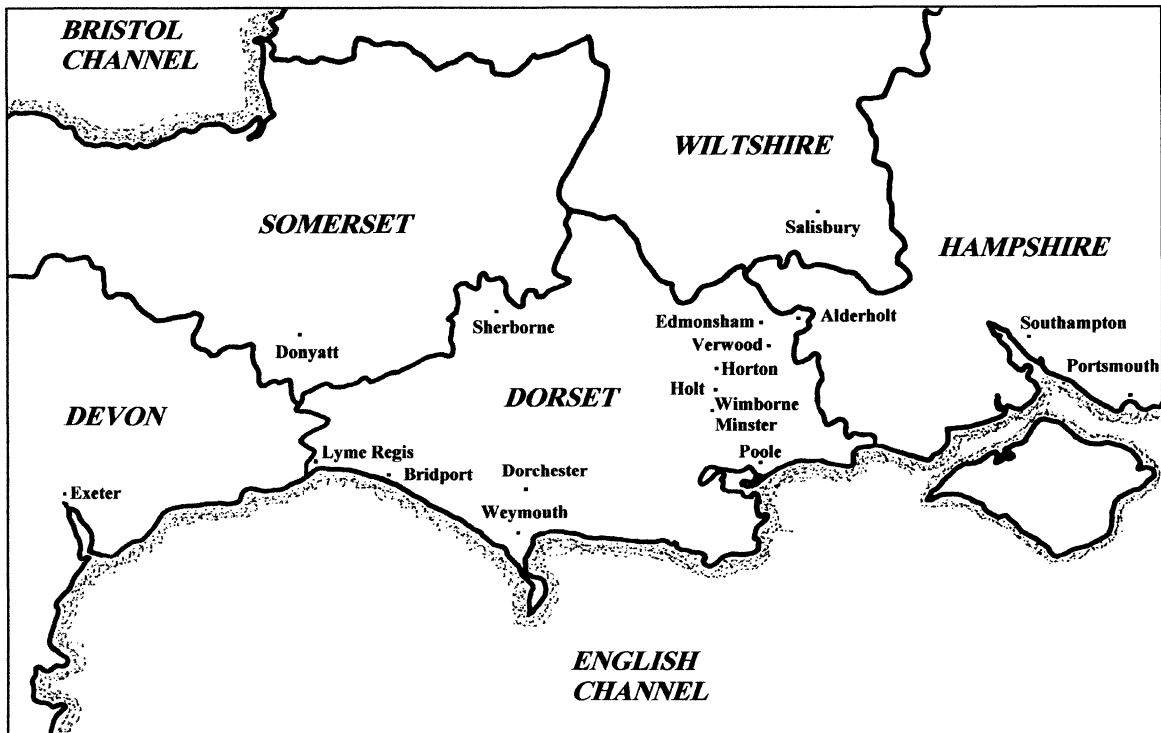 BRISTOL
CHANNEL
WILTSHIRE
SOMERSET
Salisbury
HAMPSHIRE
Sherborne
Edmonsham
Alderholt
Southampton
Donyatt
Verwood
Horton
Portsmouth
DEVON
DORSET
Holt
Wimborne
Minster
Lyme Regis
Bridport
Dorchester
Poole
Exeter
Weymouth
ENGLISH
CHANNEL